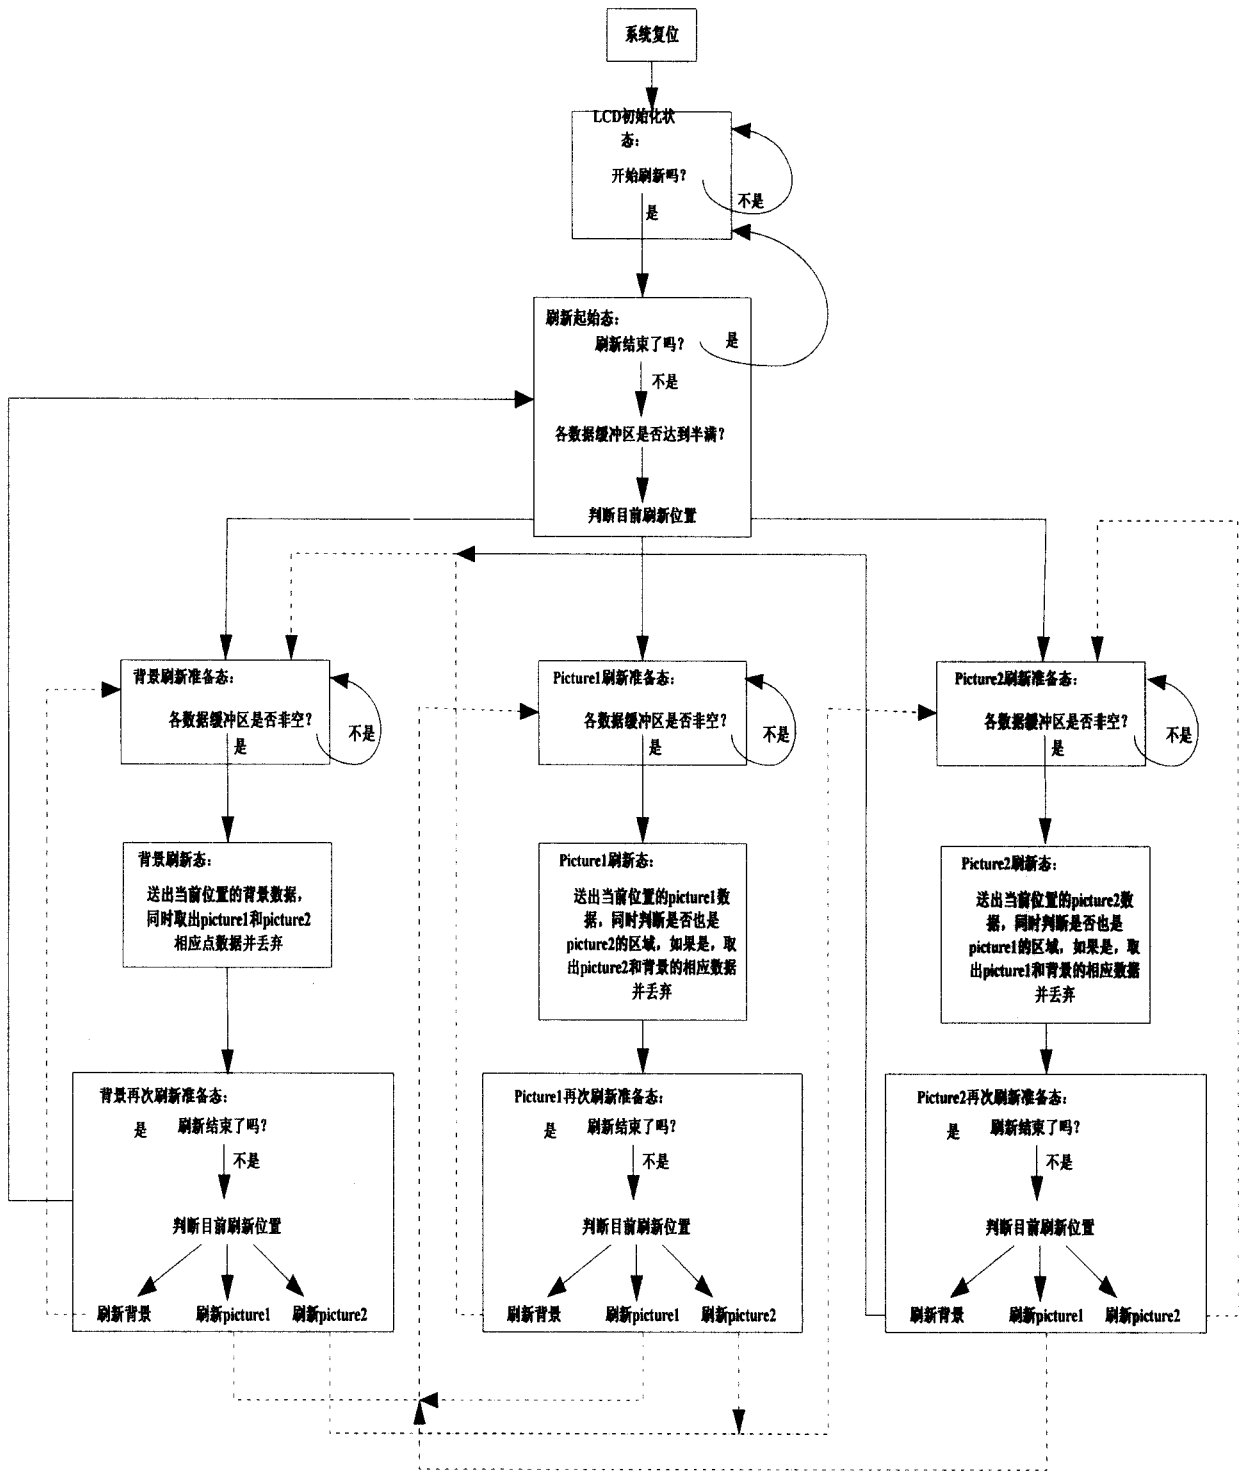 系统复位
LCD初始化状
态：
开始刷新吗？
不是
是
刷新起始态：
刷新结束了吗？
是
不是
各数据缓冲区是否达到半满？
判断目前刷新位置
背景刷新准备态：
各数据缓冲区是否非空？
是
不是
Picture1刷新准备态：
各数据缓冲区是否非空？
是
不是
Picture2刷新准备态：
各数据缓冲区是否非空？
是
不是
背景刷新态：
送出当前位置的背景数据，
同时取出picture1和picture2
相应点数据并丢弃
Picture1刷新态：
送出当前位置的picture1数
据，同时判断是否也是
picture2的区域，如果是，取
出picture2和背景的相应数据
并丢弃
Picture2刷新态：
送出当前位置的picture2数
据，同时判断是否也是
picture1的区域，如果是，取
出picture1和背景的相应数据
并丢弃
背景再次刷新准备态：
是
刷新结束了吗？
不是
判断目前刷新位置
刷新背景
刷新picture1
刷新picture2
Picture1再次刷新准备态：
是
刷新结束了吗？
不是
判断目前刷新位置
刷新背景
刷新picture1
刷新picture2
Picture2再次刷新准备态：
是
刷新结束了吗？
不是
判断目前刷新位置
刷新背景
刷新picture1
刷新picture2